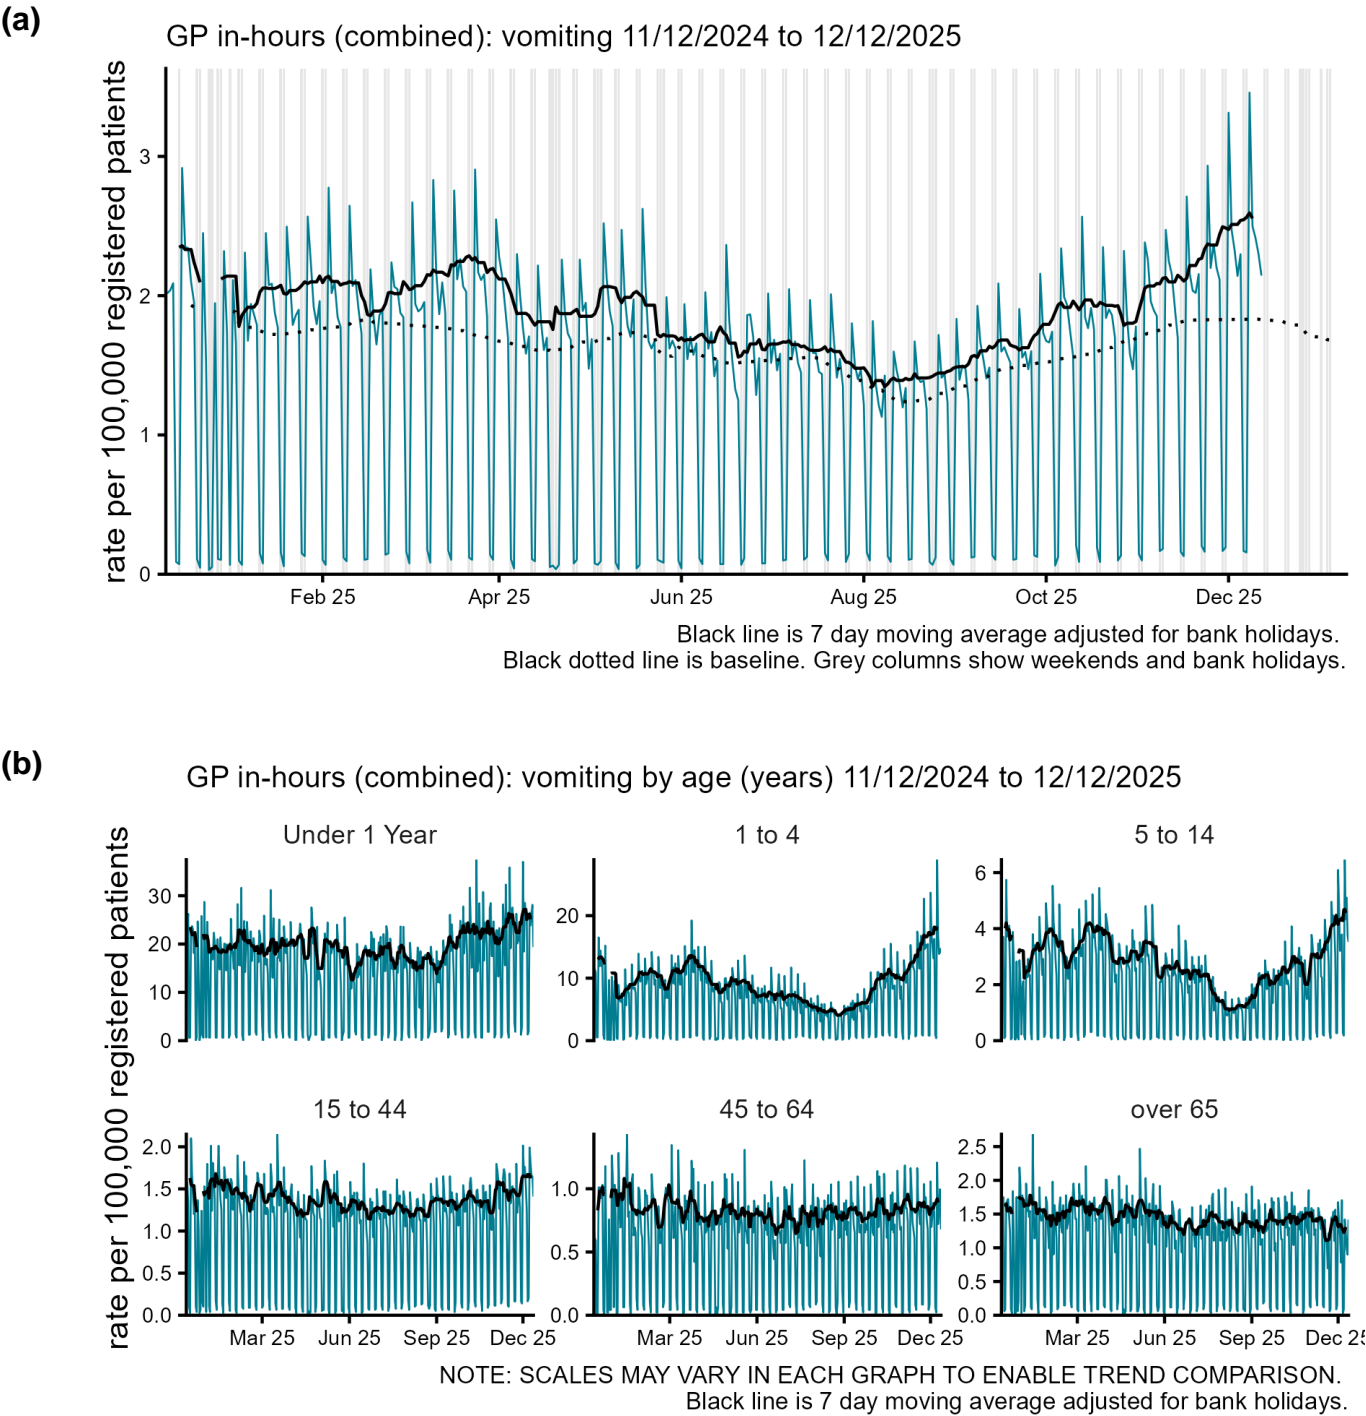 (a)
GP in-hours (combined): vomiting 11/12/2024 to 12/12/2025
rate per 100,000 registered patients
3
2
1
0
Feb 25 Apr 25 Jun 25 Aug 25 Oct 25 Dec 25
Black line is 7 day moving average adjusted for bank holidays.
Black dotted line is baseline. Grey columns show weekends and bank holidays.
(b)
GP in-hours (combined): vomiting by age (years) 11/12/2024 to 12/12/2025
rate per 100,000 registered patients
Under 1 Year
30
20
10
0
1 to 4
20
10
0
5 to 14
6
4
2
0
15 to 44
2.0
1.5
1.0
0.5
0.0
Mar 25 Jun 25 Sep 25 Dec 25
45 to 64
1.0
0.5
0.0
Mar 25 Jun 25 Sep 25 Dec 25
over 65
2.5
2.0
1.5
1.0
0.5
0.0
Mar 25 Jun 25 Sep 25 Dec 25
NOTE: SCALES MAY VARY IN EACH GRAPH TO ENABLE TREND COMPARISON.
Black line is 7 day moving average adjusted for bank holidays.